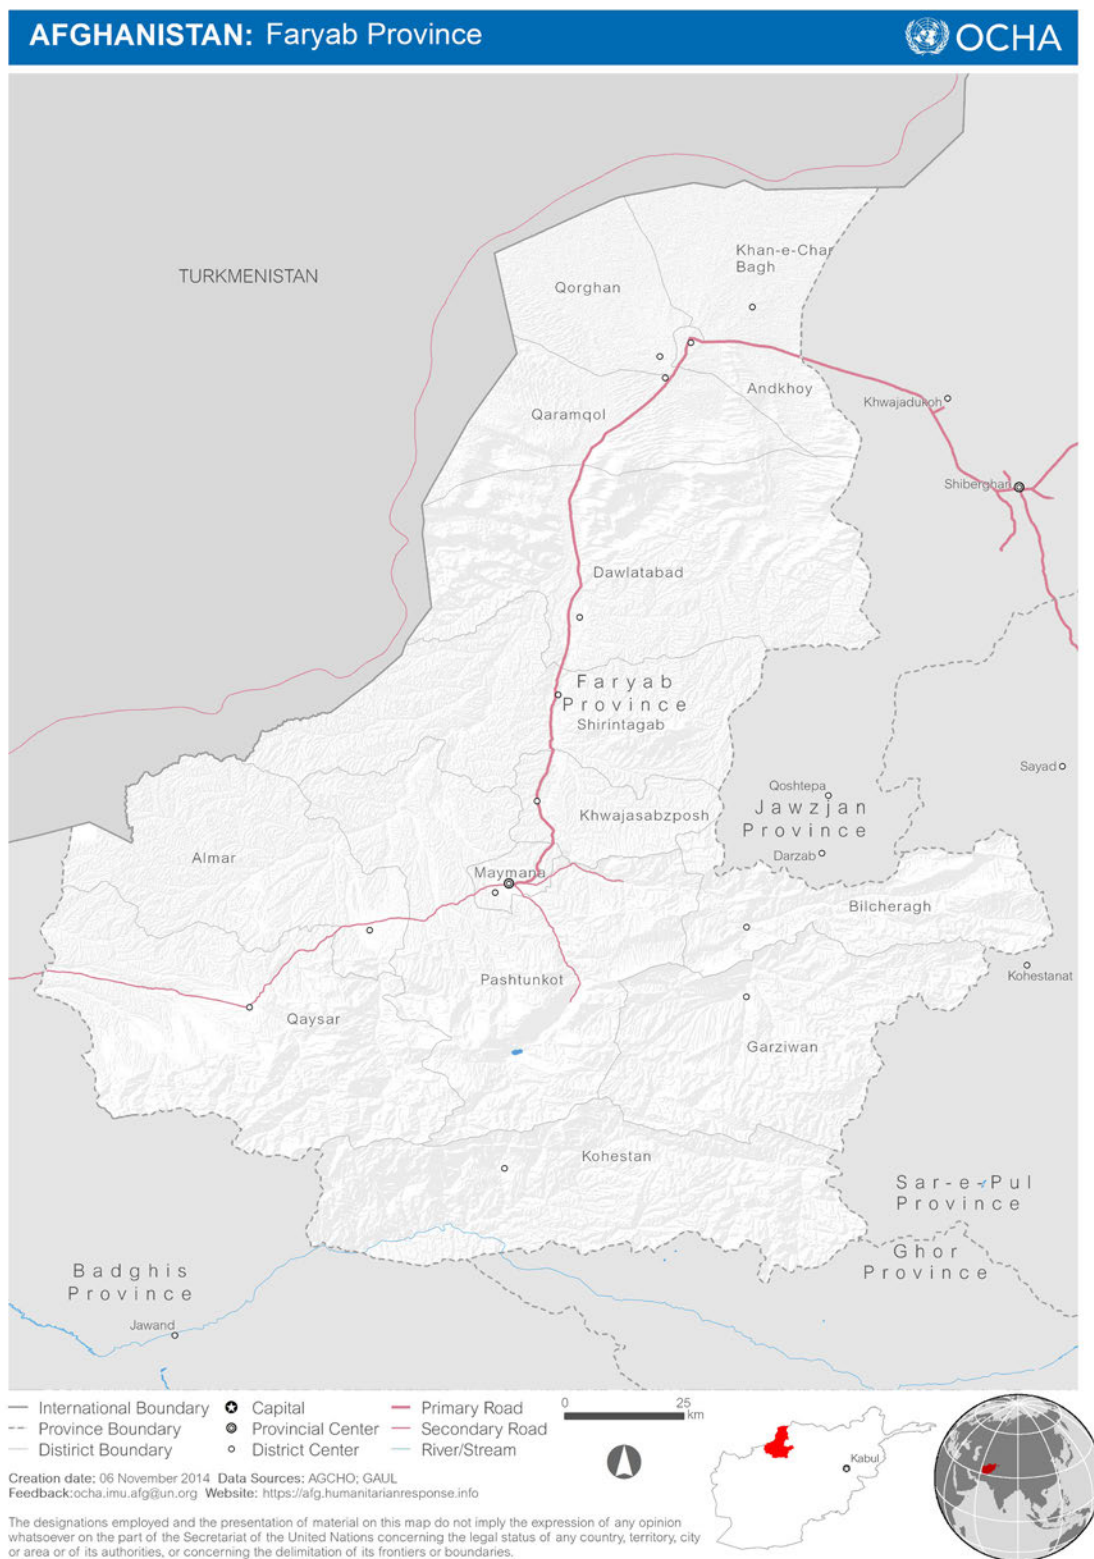 AFGHANISTAN: Faryab Province
OCHA
TURKMENISTAN
Khan-e-Char
Bagh
Qorghan
Andkhoy
Khwajadukoh
Qaramqol
Shiberghan
Dawlatabad
Faryab
Province
Shirintagab
Sayad
Qoshtepa
Jawzjan
Province
Khwajasabzposh
Darzab
Almar
Maymana
Bilcheragh
Kohestanat
Pashtunkot
Qaysar
Garziwan
Kohestan
Sar-e-Pul
Province
Ghor
Province
Badghis
Province
Jawand
International Boundary
Province Boundary
Distirict Boundary
Capital
Provincial Center
District Center
Primary Road
Secondary Road
River/Stream
0 25
km
Kabul
Creation date: 06 November 2014 Data Sources: AGCHO; GAUL
Feedback:ocha.imu.afg@un.org Website: https://afg.humanitarianresponse.info
The designations employed and the presentation of material on this map do not imply the expression of any opinion
whatsoever on the part of the Secretariat of the United Nations concerning the legal status of any country, territory, city
or area or of its authorities, or concerning the delimitation of its frontiers or boundaries.